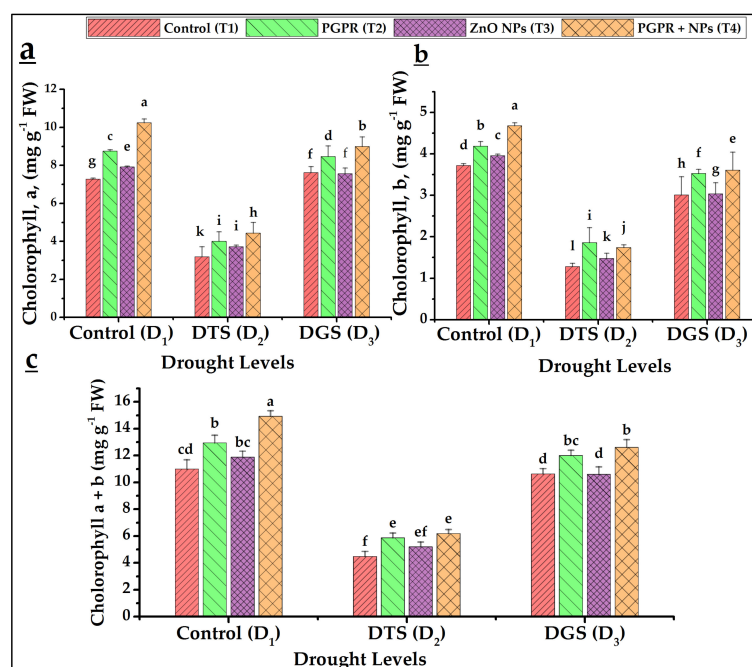 Control (T1) PGPR (T2) ZnO NPs (T3) PGPR + NPs (T4)
a
Cholorophyll, a, (mg g-1 FW)
12
10
8
6
4
2
0
g c e a
k i i h
f d f b
Control (D1) DTS (D2) DGS (D3)
Drought Levels
b
Cholorophyll, b, (mg g-1 FW)
5
4
3
2
1
0
d b c a
l i k j
h f g e
Control (D1) DTS (D2) DGS (D3)
Drought Levels
c
Chlorophyll a + b (mg g-1 FW)
16
14
12
10
8
6
4
2
0
cd b bc a
f e ef e
d bc d b
Control (D1) DTS (D2) DGS (D3)
Drought Levels